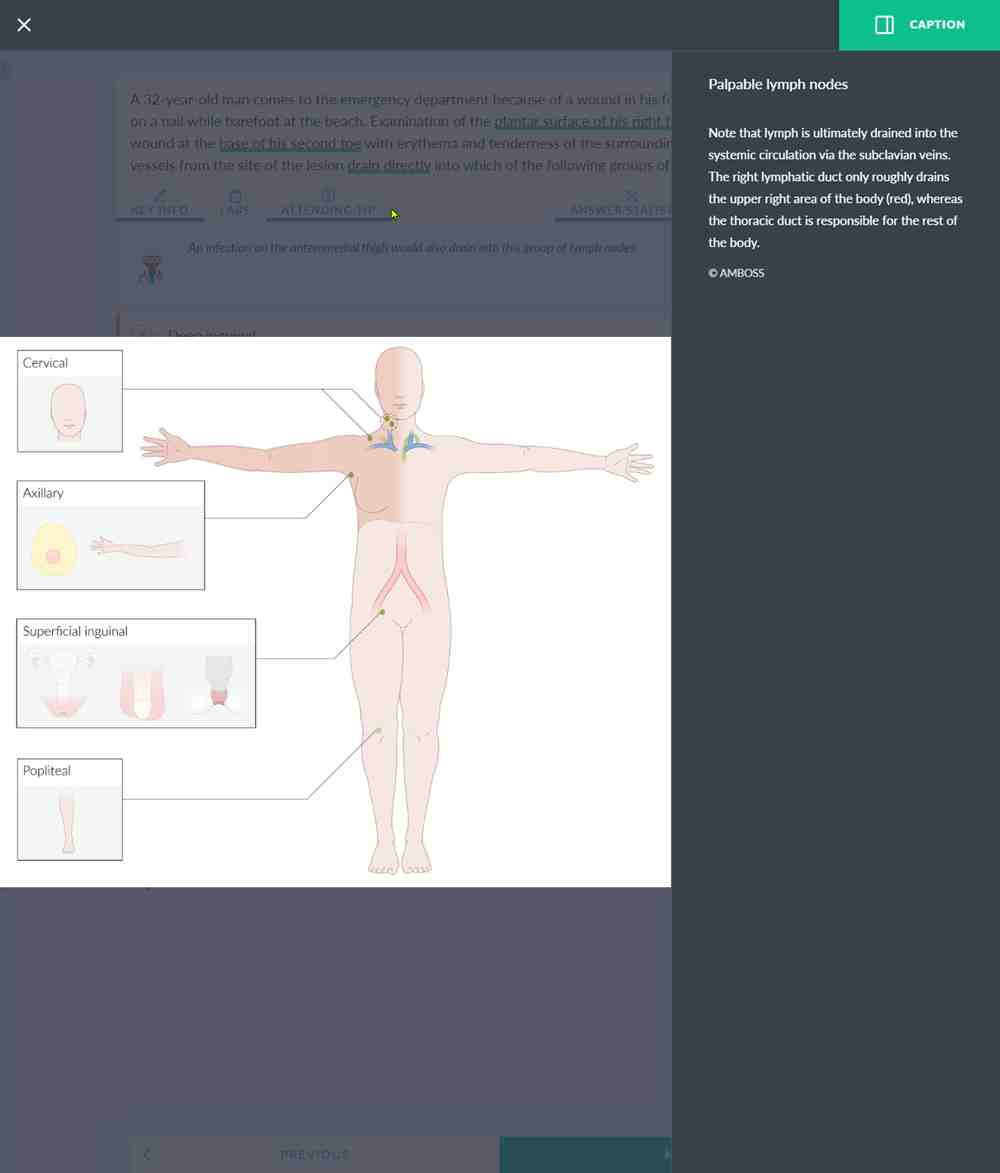 CAPTION
A 32-year-old man comes to the emergency department because of a wound in his
on a nail while barefoot at the beach. Examination of the plantar surface of his right
wound at the base of his second toe with erythema and tenderness of the
vessels from the site of the lesion drain directly into which of the following groups of
KEY INFO
LABS
ATTENDING TIP
An infection on the anteromedial thigh would also drain into this group of lymph nodes.
Deep inguinal
Palpable lymph nodes
Note that lymph is ultimately drained into the
systemic circulation via the subclavian veins.
The right lymphatic duct only roughly drains
the upper right area of the body (red), whereas
the thoracic duct is responsible for the rest of
the body.
© AMBOSS
Cervical
Axillary
Superficial inguinal
Popliteal
PREVIOUS